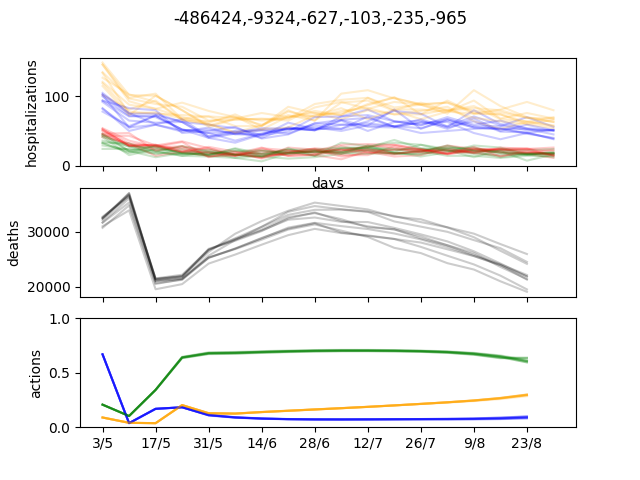 -486424,-9324,-627,-103,-235,-965
hospitalizations
100
0
days
deaths
30000
20000
actions
1.0
0.5
0.0
3/5 17/5 31/5 14/6 28/6 12/7 26/7 9/8 23/8